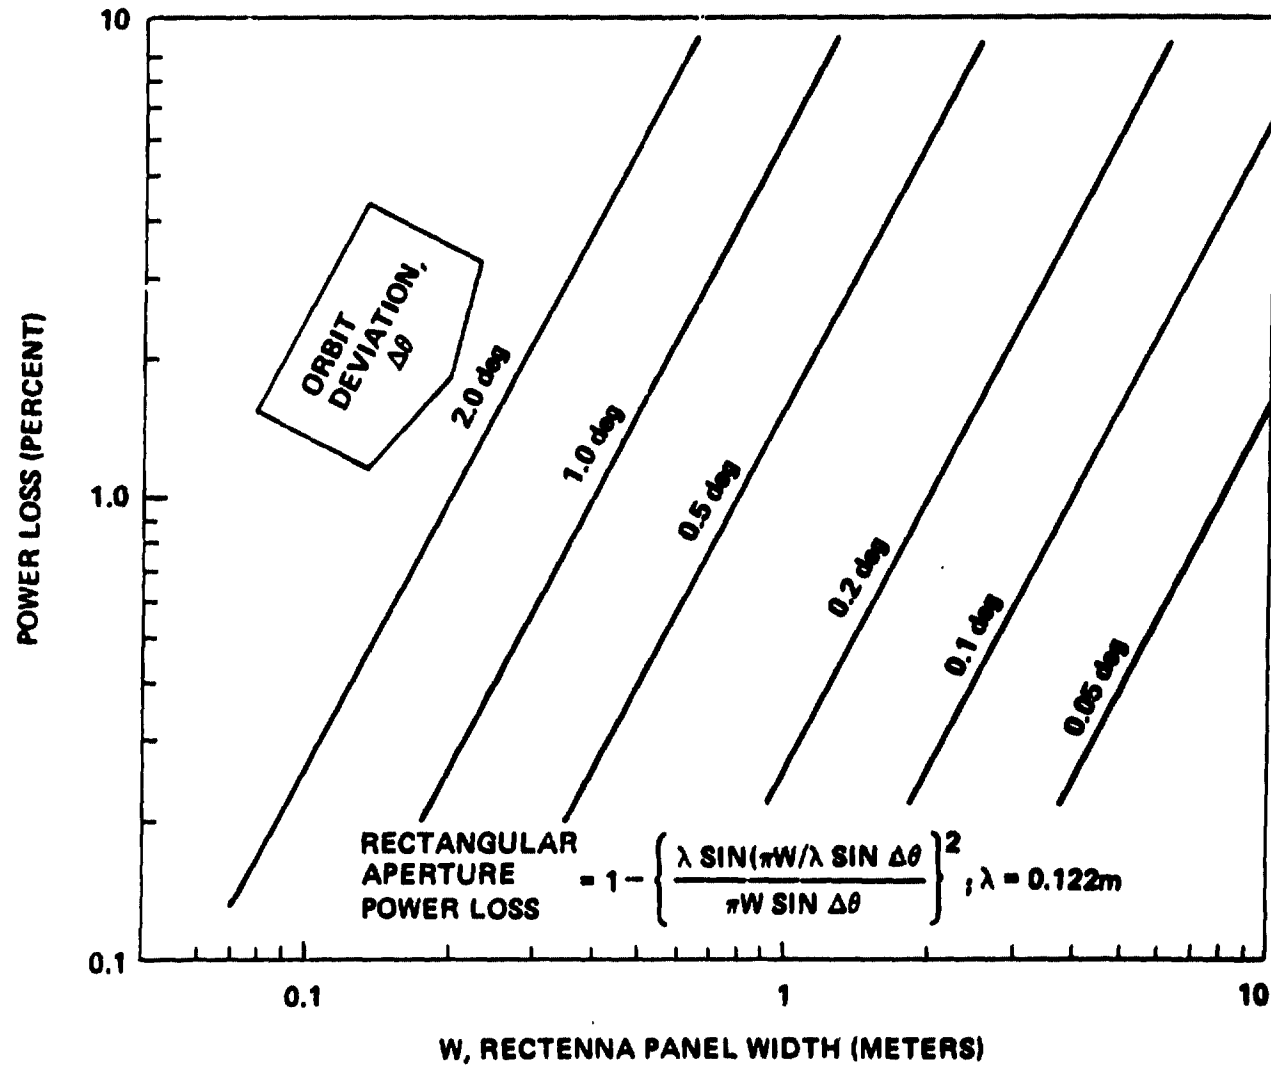 10
1.0
0.1
POWER LOSS (PERCENT)
ORBIT
DEVIATION,
Δθ
2.0 deg
1.0 deg
0.5 deg
0.2 deg
0.1 deg
0.05 deg
RECTANGULAR
APERTURE
POWER LOSS
= 1 - { λ SIN(πW/λ SIN Δθ / πW SIN Δθ }² ; λ = 0.122m
0.1 1 10
W, RECTENNA PANEL WIDTH (METERS)